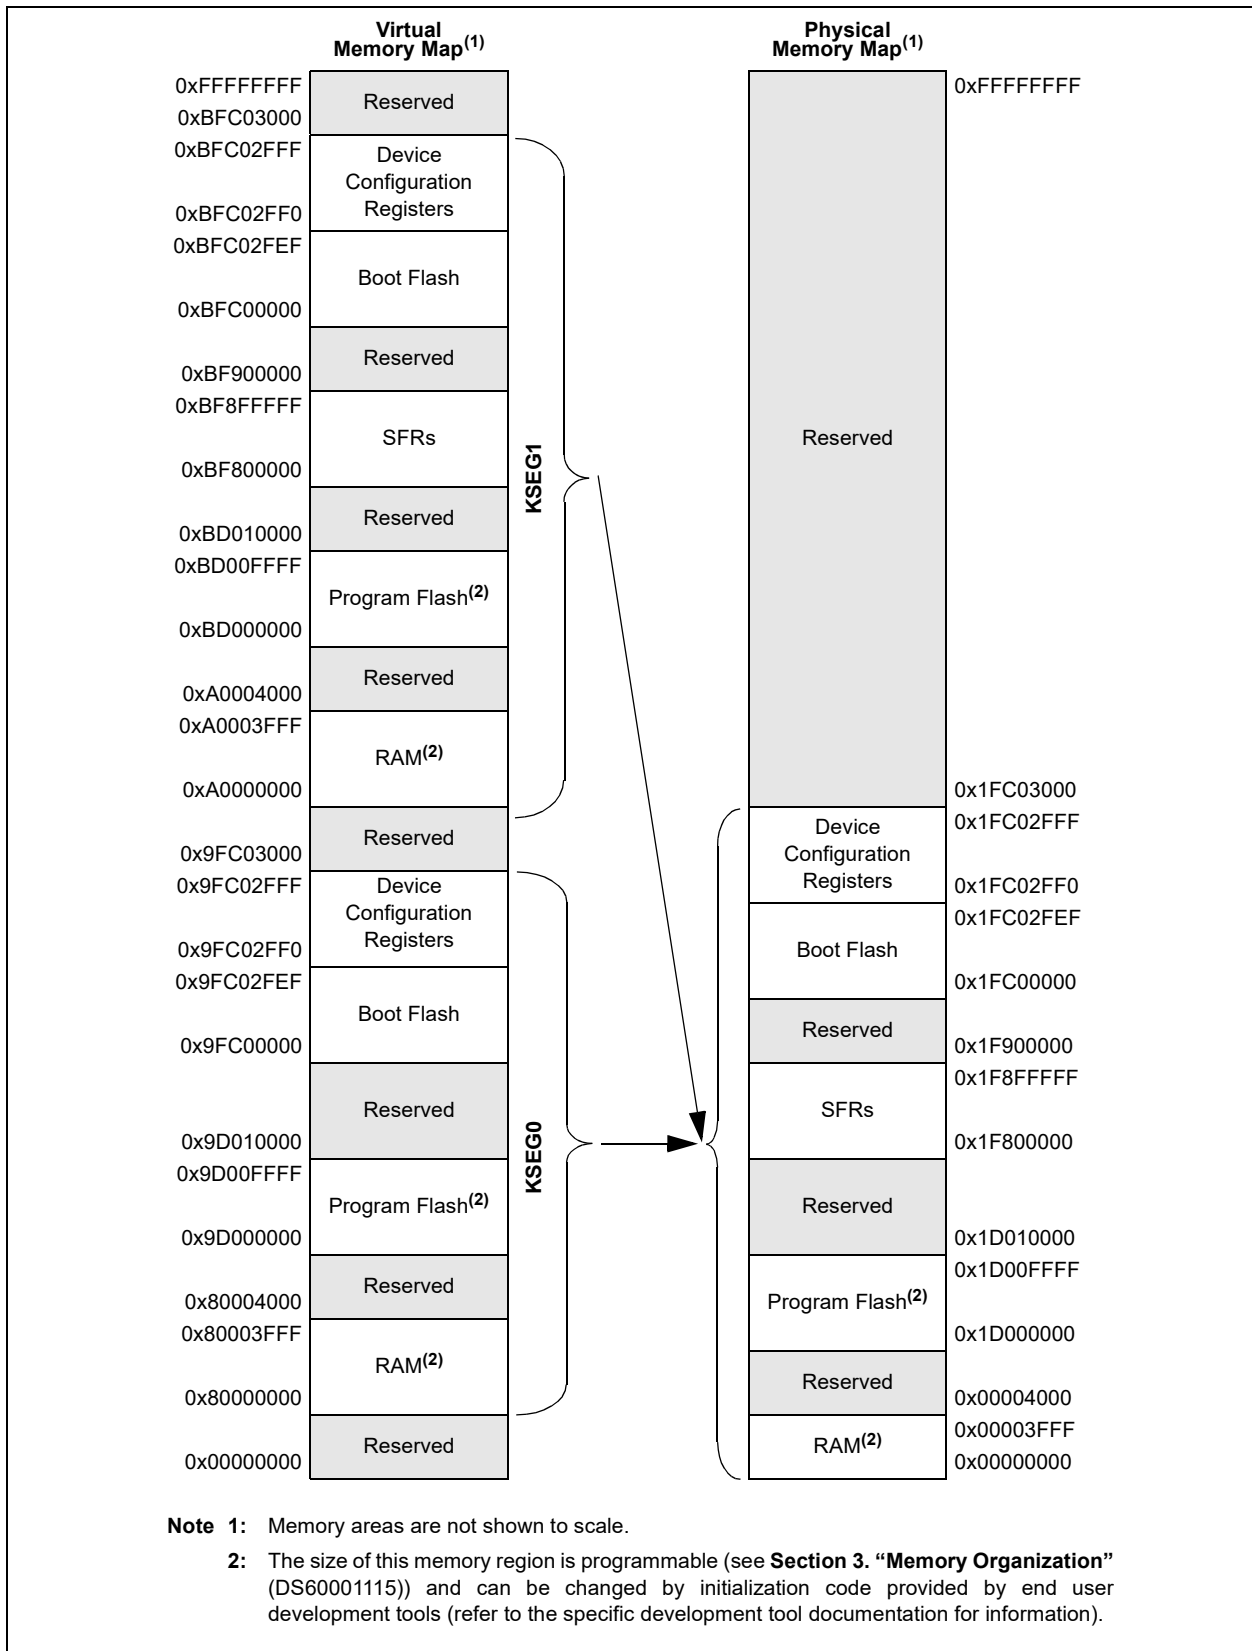 Virtual
Memory Map(1)
0xFFFFFFFF
Reserved
0xBFC03000
0xBFC02FFF
Device
Configuration
Registers
0xBFC02FF0
0xBFC02FEF
Boot Flash
0xBFC00000
Reserved
0xBF900000
0xBF8FFFFF
SFRs
0xBF800000
Reserved
0xBD010000
0xBD00FFFF
Program Flash(2)
0xBD000000
Reserved
0xA0004000
0xA0003FFF
RAM(2)
0xA0000000
Reserved
0x9FC03000
0x9FC02FFF
Device
Configuration
Registers
0x9FC02FF0
0x9FC02FEF
Boot Flash
0x9FC00000
Reserved
0x9D010000
0x9D00FFFF
Program Flash(2)
0x9D000000
Reserved
0x80004000
0x80003FFF
RAM(2)
0x80000000
Reserved
0x00000000
KSEG1
KSEG0
Physical
Memory Map(1)
0xFFFFFFFF
Reserved
0x1FC03000
0x1FC02FFF
Device
Configuration
Registers
0x1FC02FF0
0x1FC02FEF
Boot Flash
0x1FC00000
Reserved
0x1F900000
0x1F8FFFFF
SFRs
0x1F800000
Reserved
0x1D010000
0x1D00FFFF
Program Flash(2)
0x1D000000
Reserved
0x00004000
0x00003FFF
RAM(2)
0x00000000
Note 1: Memory areas are not shown to scale.
2: The size of this memory region is programmable (see Section 3. “Memory Organization”
(DS60001115)) and can be changed by initialization code provided by end user
development tools (refer to the specific development tool documentation for information).